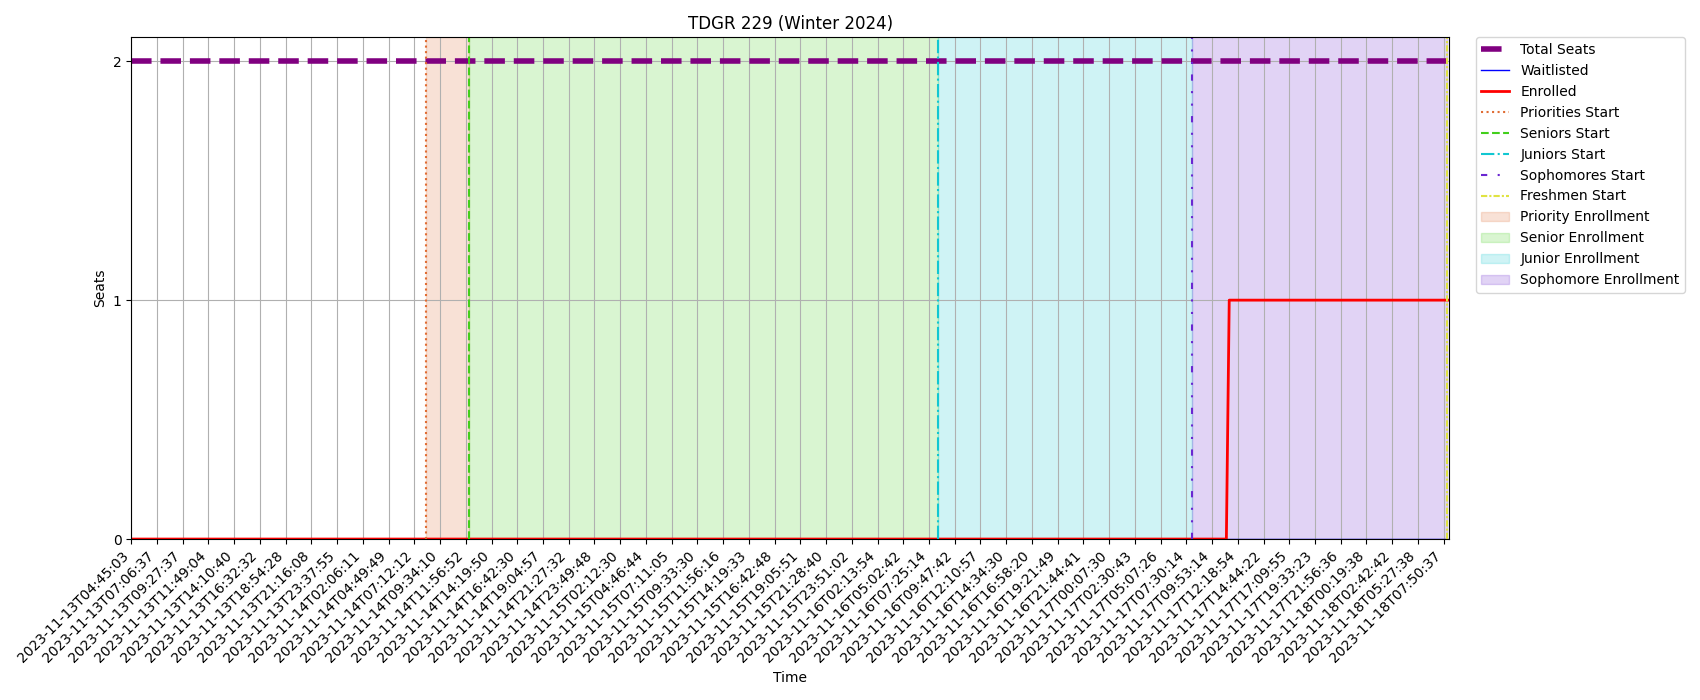 TDGR 229 (Winter 2024)
2
1
0
Seats
2023-11-13T04:45:03
2023-11-13T07:06:37
2023-11-13T09:27:37
2023-11-13T11:49:04
2023-11-13T14:10:40
2023-11-13T16:32:32
2023-11-13T18:54:28
2023-11-13T21:16:08
2023-11-13T23:37:55
2023-11-14T02:06:11
2023-11-14T04:49:49
2023-11-14T07:12:12
2023-11-14T09:34:10
2023-11-14T11:56:52
2023-11-14T14:19:50
2023-11-14T16:42:30
2023-11-14T19:04:57
2023-11-14T21:27:32
2023-11-14T23:49:48
2023-11-15T02:12:30
2023-11-15T04:46:44
2023-11-15T07:11:05
2023-11-15T09:33:30
2023-11-15T11:56:16
2023-11-15T14:19:33
2023-11-15T16:42:48
2023-11-15T19:05:51
2023-11-15T21:28:40
2023-11-15T23:51:02
2023-11-16T02:13:54
2023-11-16T05:02:42
2023-11-16T07:25:14
2023-11-16T09:47:42
2023-11-16T12:10:57
2023-11-16T14:34:30
2023-11-16T16:58:20
2023-11-16T19:21:49
2023-11-16T21:44:41
2023-11-17T00:07:30
2023-11-17T02:30:43
2023-11-17T05:07:26
2023-11-17T07:30:14
2023-11-17T09:53:14
2023-11-17T12:18:54
2023-11-17T14:44:22
2023-11-17T17:09:55
2023-11-17T19:33:23
2023-11-17T21:56:36
2023-11-18T00:19:38
2023-11-18T02:42:42
2023-11-18T05:27:38
2023-11-18T07:50:37
Time
Total Seats
Waitlisted
Enrolled
Priorities Start
Seniors Start
Juniors Start
Sophomores Start
Freshmen Start
Priority Enrollment
Senior Enrollment
Junior Enrollment
Sophomore Enrollment